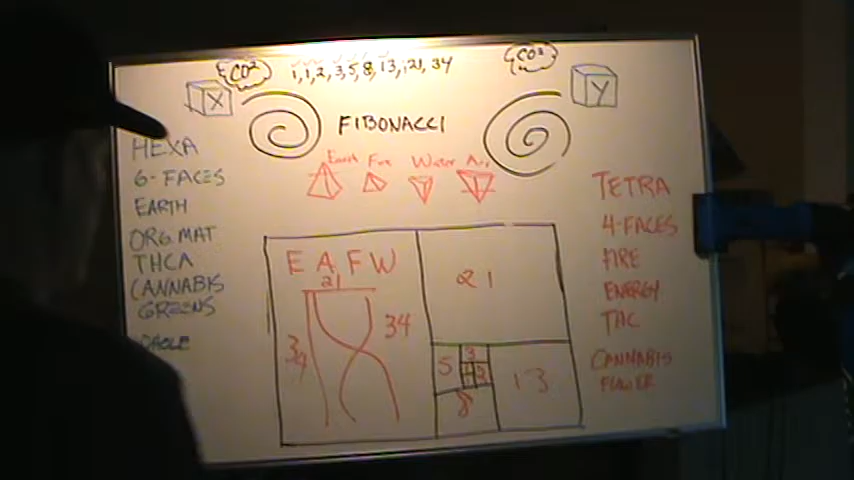 CO²
1,1,2,3,5,8,13,21,34
CO²
X
Y
FIBONACCI
Earth Fire Water Air
HEXA
6-FACES
EARTH
ORG. MAT
THCA
CANNABIS
GREENS
TETRA
4-FACES
FIRE
ENERGY
THC
CANNABIS
FLOWER
E A F W
21
34
34
21
3
5
2
8
13